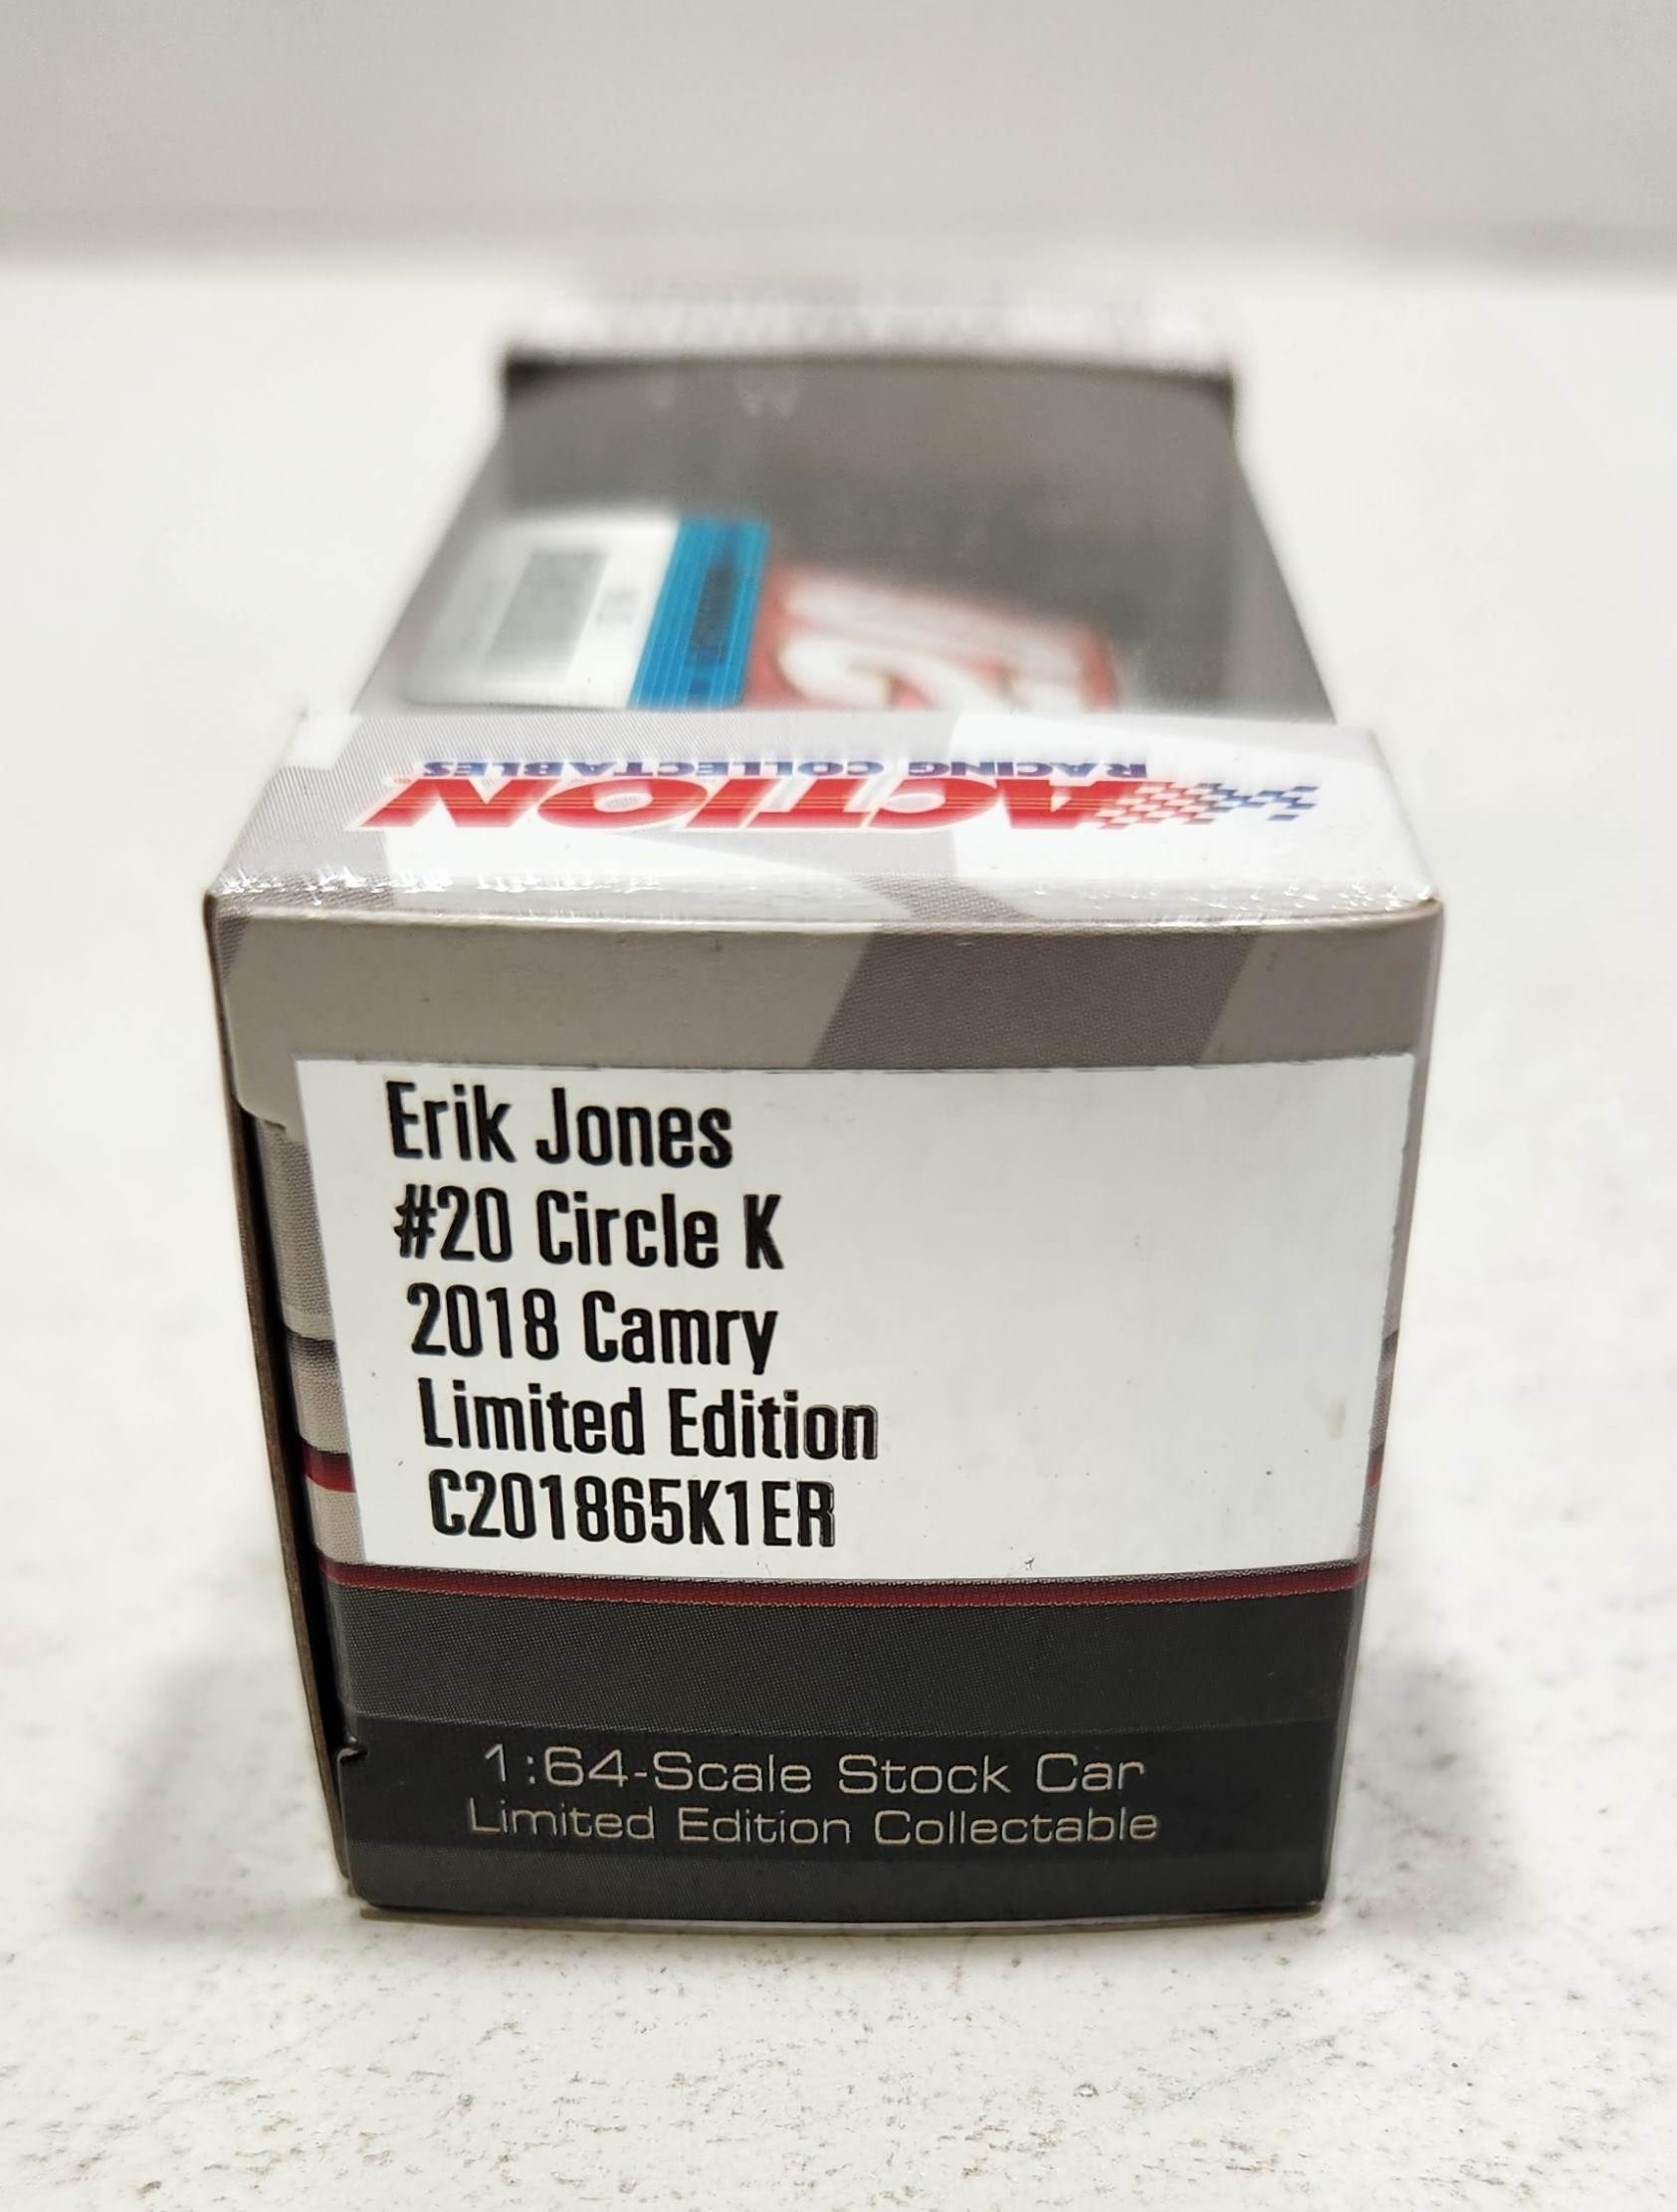 ACTION
RACING COLLECTABLES
Erik Jones
#20 Circle K
2018 Camry
Limited Edition
C201865K1ER
1:64-Scale Stock Car
Limited Edition Collectable